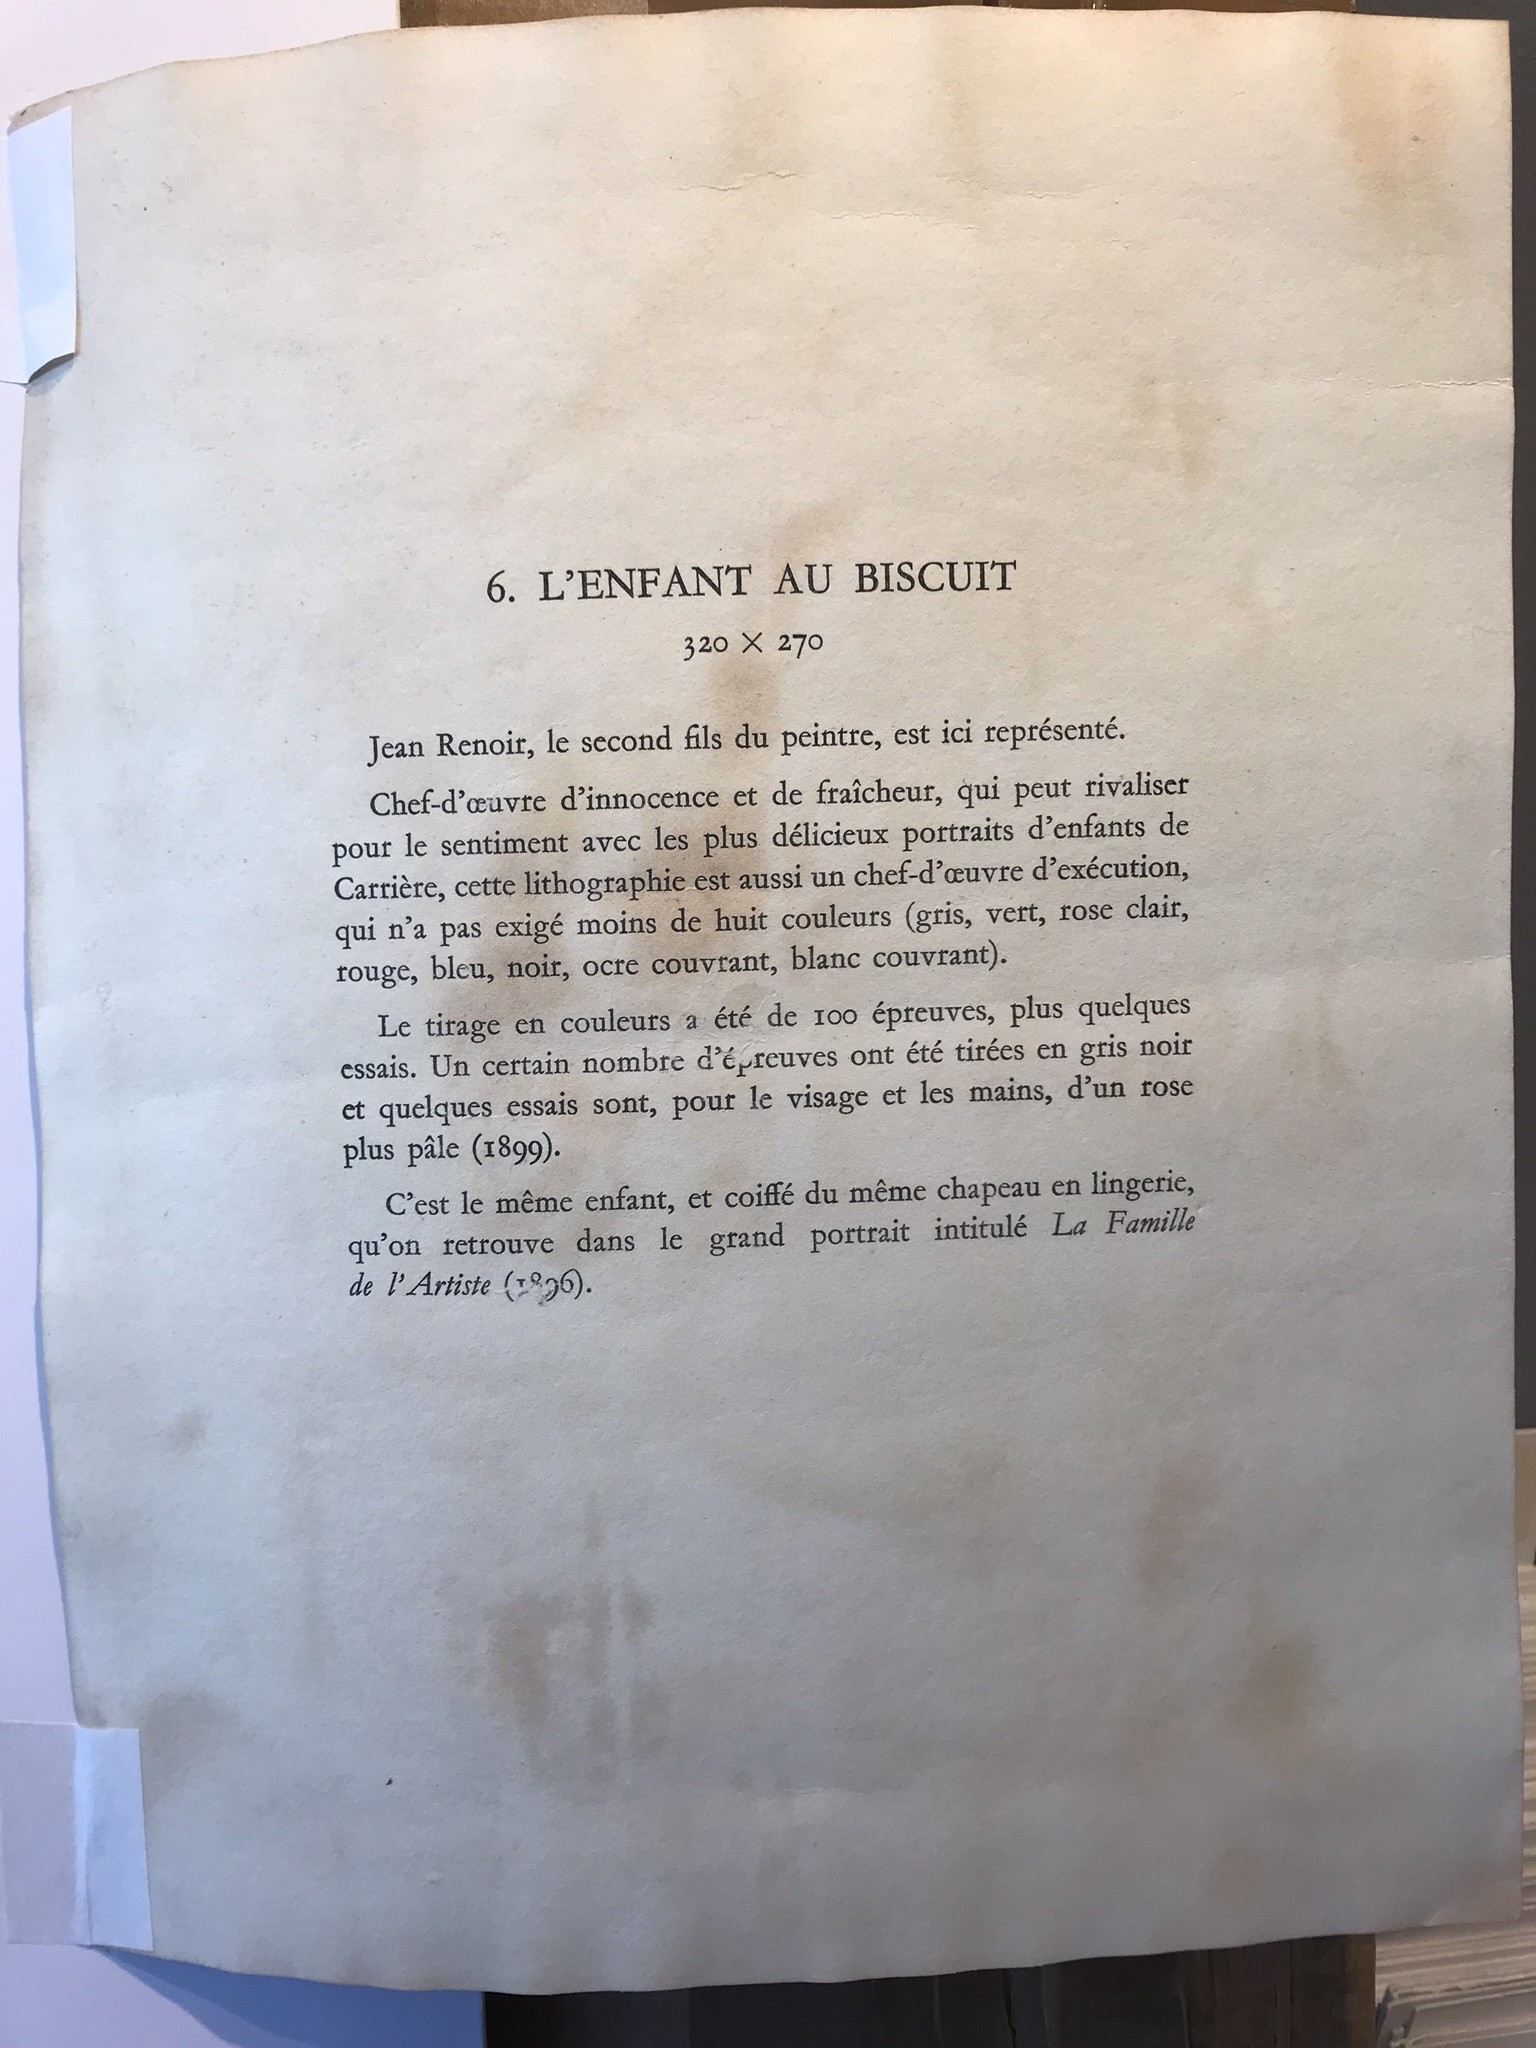 6. L'ENFANT AU BISCUIT
320 × 270
Jean Renoir, le second fils du peintre, est ici représenté.
Chef-d'œuvre d'innocence et de fraîcheur, qui peut rivaliser
pour le sentiment avec les plus délicieux portraits d'enfants de
Carrière, cette lithographie est aussi un chef-d'œuvre d'exécution,
qui n'a pas exigé moins de huit couleurs (gris, vert, rose clair,
rouge, bleu, noir, ocre couvrant, blanc couvrant).
Le tirage en couleurs a été de 100 épreuves, plus quelques
essais. Un certain nombre d'épreuves ont été tirées en gris noir
et quelques essais sont, pour le visage et les mains, d'un rose
plus pâle (1899).
C'est le même enfant, et coiffé du même chapeau en lingerie,
qu'on retrouve dans le grand portrait intitulé La Famille
de l'Artiste (1896).